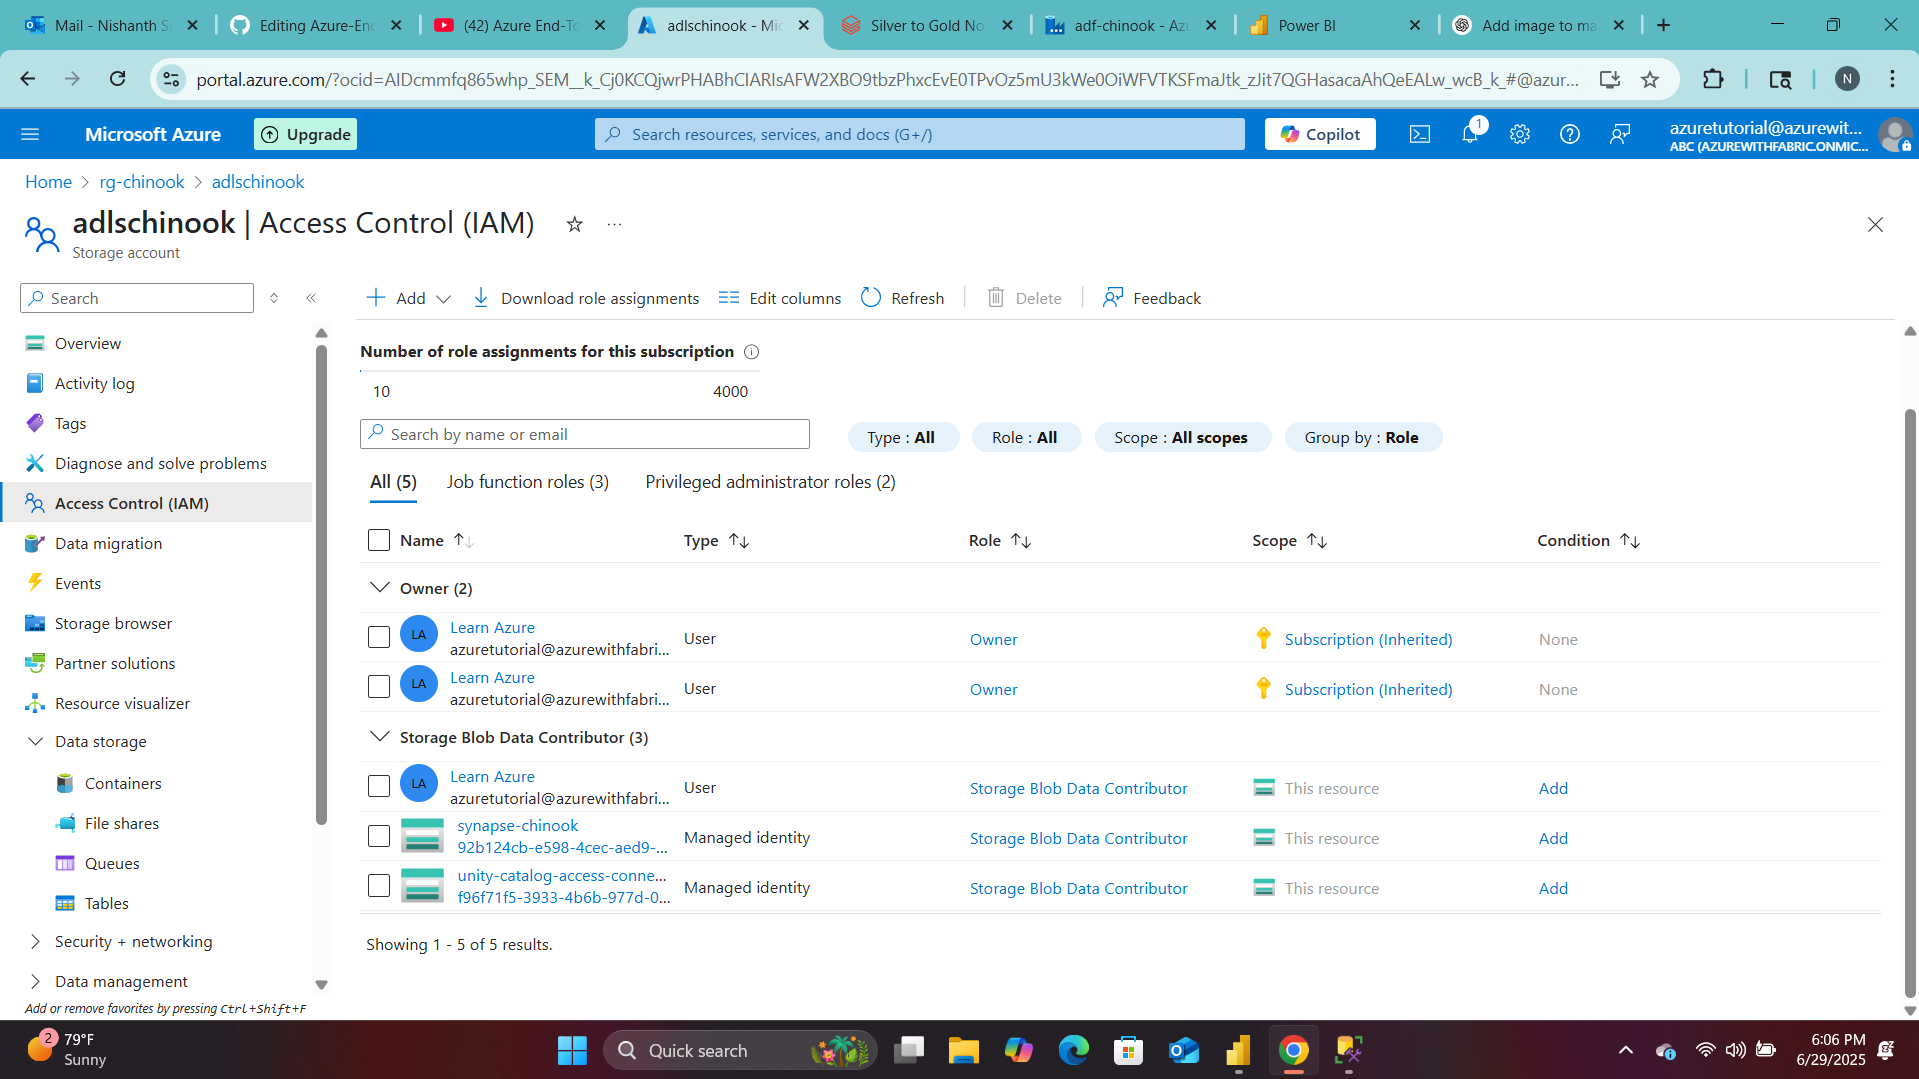 Mail - Nishanth S
Editing Azure-En
(42) Azure End-To
adlschinook - Mic
Silver to Gold No
adf-chinook - Az
Power BI
Add image to ma
portal.azure.com/?ocid=AIDcmmfq865whp_SEM__k_Cj0KCQjwrPHABhCIARIsAFW2XBO9tbzPhxcEvE0TPvOz5mU3kWe0OiWFVTKSFmaJtk_zJit7QGHasacaAhQeEALw_wcB_k_#@azur...
N
Microsoft Azure
Upgrade
Search resources, services, and docs (G+/)
Copilot
1
azuretutorial@azurewit...
ABC (AZUREWITHFABRIC.ONMIC...
Home > rg-chinook > adlschinook
adlschinook | Access Control (IAM)
Storage account
Search
Add
Download role assignments
Edit columns
Refresh
Delete
Feedback
Overview
Activity log
Tags
Diagnose and solve problems
Access Control (IAM)
Data migration
Events
Storage browser
Partner solutions
Resource visualizer
Data storage
Containers
File shares
Queues
Tables
Security + networking
Data management
Add or remove favorites by pressing Ctrl+Shift+F
Number of role assignments for this subscription
10 4000
Search by name or email
Type : All
Role : All
Scope : All scopes
Group by : Role
All (5)
Job function roles (3)
Privileged administrator roles (2)
Name Type Role Scope Condition
Owner (2)
LA
Learn Azure
azuretutorial@azurewithfabri...
User Owner Subscription (Inherited) None
LA
Learn Azure
azuretutorial@azurewithfabri...
User Owner Subscription (Inherited) None
Storage Blob Data Contributor (3)
LA
Learn Azure
azuretutorial@azurewithfabri...
User Storage Blob Data Contributor This resource Add
synapse-chinook
92b124cb-e598-4cec-aed9-...
Managed identity Storage Blob Data Contributor This resource Add
unity-catalog-access-conne...
f96f71f5-3933-4b6b-977d-0...
Managed identity Storage Blob Data Contributor This resource Add
Showing 1 - 5 of 5 results.
2
79°F
Sunny
Quick search
6:06 PM
6/29/2025